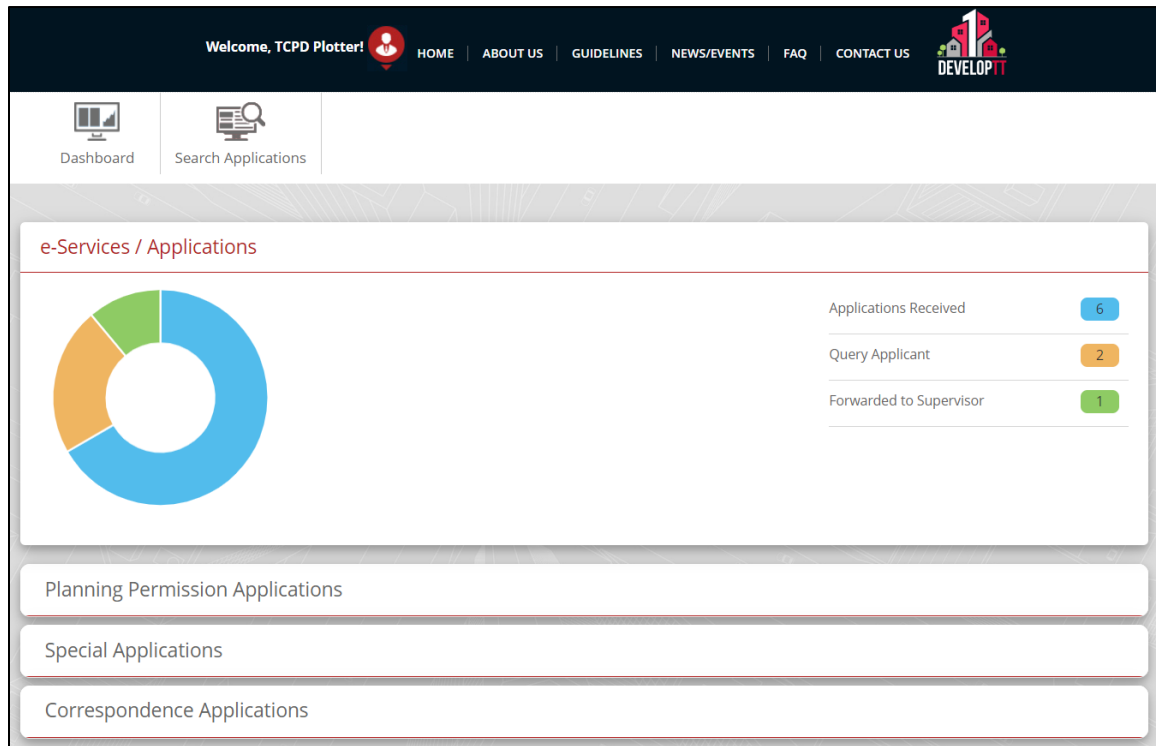 Welcome, TCPD Plotter! HOME | ABOUT US | GUIDELINES | NEWS/EVENTS | FAQ | CONTACT US
DEVELOPTT
Dashboard
Search Applications
e-Services / Applications
Applications Received 6
Query Applicant 2
Forwarded to Supervisor 1
Planning Permission Applications
Special Applications
Correspondence Applications